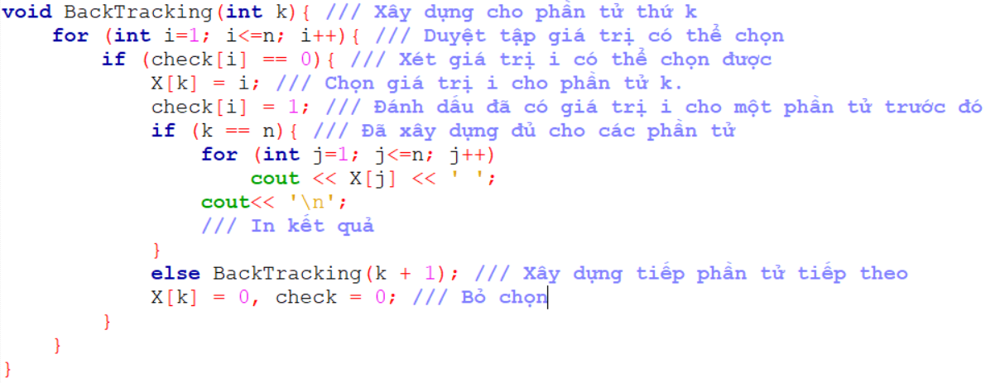 void BackTracking(int k){ /// Xây dựng cho phần tử thứ k
    for (int i=1; i<=n; i++){ /// Duyệt tập giá trị có thể chọn
        if (check[i] == 0){ /// Xét giá trị i có thể chọn được
            X[k] = i; /// Chọn giá trị i cho phần tử k.
            check[i] = 1; /// Đánh dấu đã có giá trị i cho một phần tử trước đó
            if (k == n){ /// Đã xây dựng đủ cho các phần tử
                for (int j=1; j<=n; j++)
                    cout << X[j] << ' ';
                cout<< '\n';
                /// In kết quả
            }
            else BackTracking(k + 1); /// Xây dựng tiếp phần tử tiếp theo
            X[k] = 0, check = 0; /// Bỏ chọn
        }
    }
}